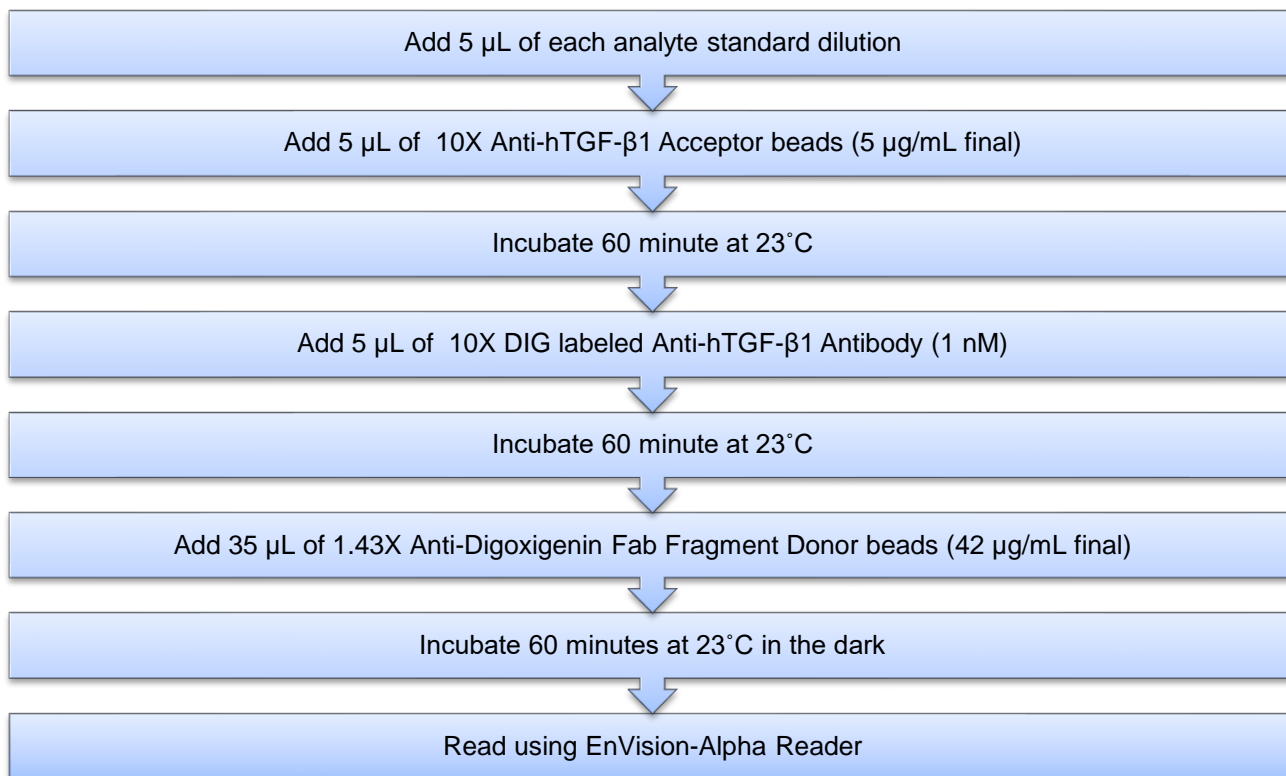 Add 5 µL of each analyte standard dilution
Add 5 µL of  10X Anti-hTGF-β1 Acceptor beads (5 µg/mL final)
Incubate 60 minute at 23˚C
Add 5 µL of  10X DIG labeled Anti-hTGF-β1 Antibody (1 nM)
Incubate 60 minute at 23˚C
Add 35 µL of 1.43X Anti-Digoxigenin Fab Fragment Donor beads (42 µg/mL final)
Incubate 60 minutes at 23˚C in the dark
Read using EnVision-Alpha Reader